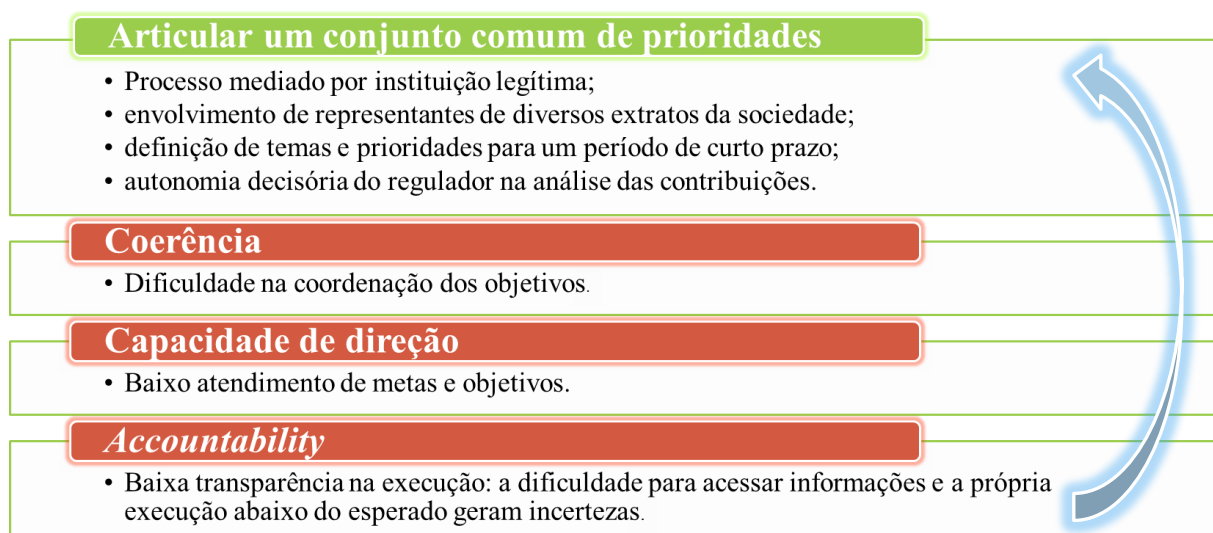 Articular um conjunto comum de prioridades
• Processo mediado por instituição legítima;
• envolvimento de representantes de diversos extratos da sociedade;
• definição de temas e prioridades para um período de curto prazo;
• autonomia decisória do regulador na análise das contribuições.
Coerência
• Dificuldade na coordenação dos objetivos.
Capacidade de direção
• Baixo atendimento de metas e objetivos.
Accountability
• Baixa transparência na execução: a dificuldade para acessar informações e a própria
execução abaixo do esperado geram incertezas.